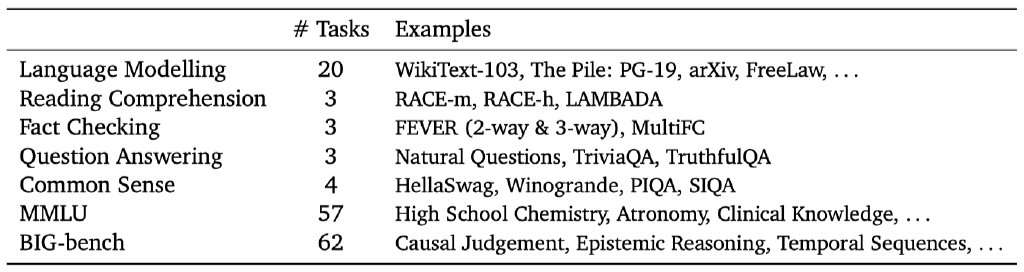 # Tasks Examples
Language Modelling 20 WikiText-103, The Pile: PG-19, arXiv, FreeLaw, ...
Reading Comprehension 3 RACE-m, RACE-h, LAMBADA
Fact Checking 3 FEVER (2-way & 3-way), MultiFC
Question Answering 3 Natural Questions, TriviaQA, TruthfulQA
Common Sense 4 HellaSwag, Winogrande, PIQA, SIQA
MMLU 57 High School Chemistry, Atronomy, Clinical Knowledge, ...
BIG-bench 62 Causal Judgement, Epistemic Reasoning, Temporal Sequences, ...